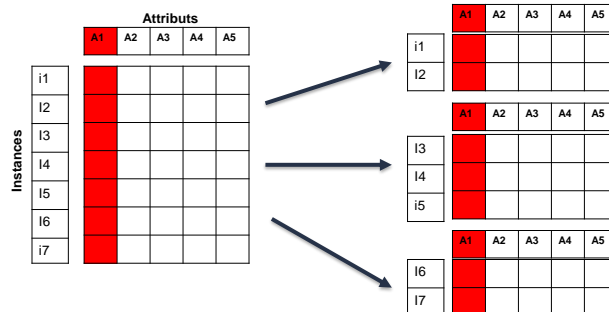 Attributs
A1 A2 A3 A4 A5
Instances
i1
I2
I3
I4
I5
I6
i7
A1 A2 A3 A4 A5
i1
I2
A1 A2 A3 A4 A5
I3
I4
i5
A1 A2 A3 A4 A5
I6
I7